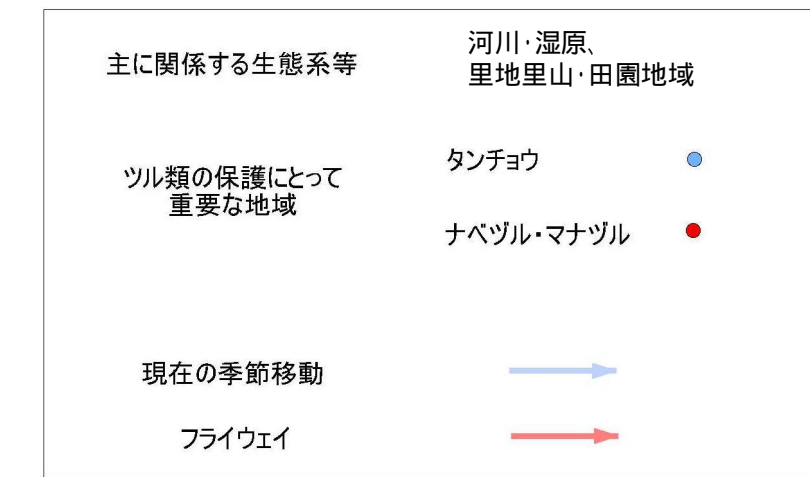 主に関係する生態系等
河川・湿原、
里地里山・田園地域
ツル類の保護にとって
重要な地域
タンチョウ
ナベヅル・マナヅル
現在の季節移動
フライウェイ